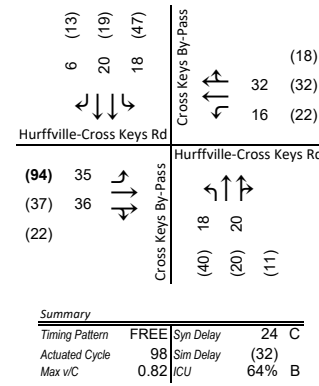 (13) (19) (47)
6 20 18
Cross Keys By-Pass
(18)
32 (32)
16 (22)
Hurffville-Cross Keys Rd
Hurffville-Cross Keys Rd
(94) 35
(37) 36
(22)
Cross Keys By-Pass
18 20
(40) (20) (11)
Summary
Timing Pattern FREE Syn Delay 24 C
Actuated Cycle 98 Sim Delay (32)
Max v/C 0.82 ICU 64% B